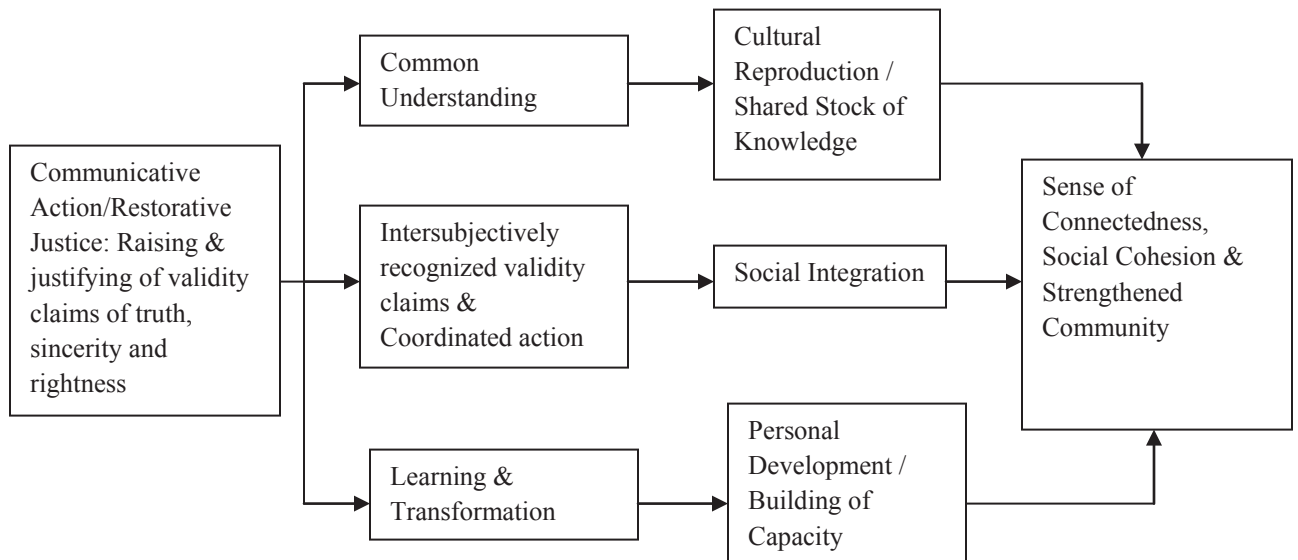 Communicative
Action/Restorative
Justice: Raising &
justifying of validity
claims of truth,
sincerity and
rightness
Common
Understanding
Cultural
Reproduction /
Shared Stock of
Knowledge
Intersubjectively
recognized validity
claims &
Coordinated action
Social Integration
Learning &
Transformation
Personal
Development /
Building of
Capacity
Sense of
Connectedness,
Social Cohesion &
Strengthened
Community